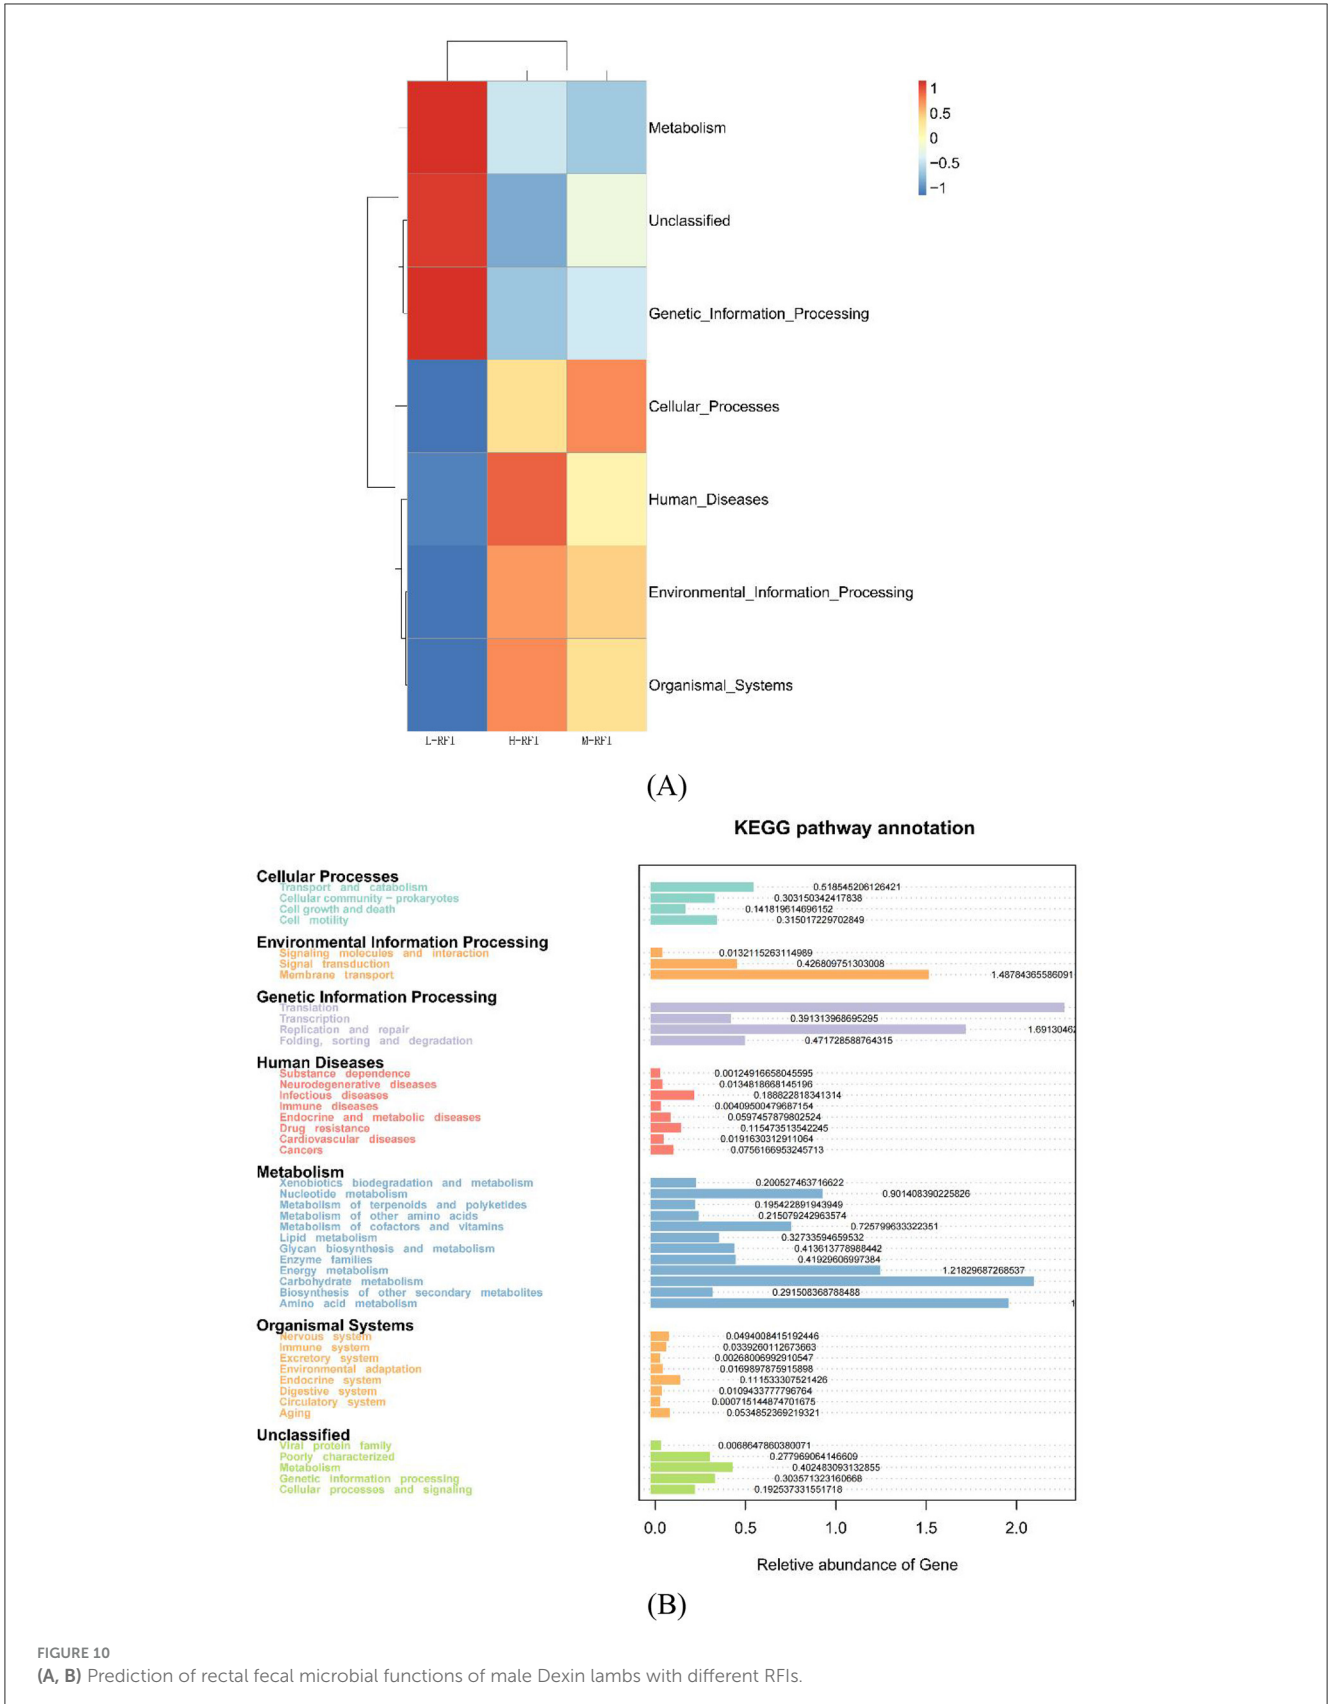 1
0.5
0
−0.5
−1
Metabolism
Unclassified
Genetic_Information_Processing
Cellular_Processes
Human_Diseases
Environmental_Information_Processing
Organismal_Systems
L-RFI H-RFI M-RFI
(A)
KEGG pathway annotation
Cellular Processes
Transport and catabolism 0.518545206126421
Cellular community − prokaryotes 0.303150342417838
Cell growth and death 0.141819614696152
Cell motility 0.315017229702849
Environmental Information Processing
Signaling molecules and interaction 0.0132115263114989
Signal transduction 0.426809751303008
Membrane transport 1.48784365586091
Genetic Information Processing
Translation
Transcription 0.391313968695295
Replication and repair 1.6913046
Folding, sorting and degradation 0.471728588764315
Human Diseases
Substance dependence 0.00124916658045595
Neurodegenerative diseases 0.0134818668145196
Infectious diseases 0.188822818341314
Immune diseases 0.00409500479687154
Endocrine and metabolic diseases 0.0597457879802524
Drug resistance 0.115473513542245
Cardiovascular diseases 0.0191630312911064
Cancers 0.0756166953245713
Metabolism
Xenobiotics biodegradation and metabolism 0.200527463716622
Nucleotide metabolism 0.901408390225826
Metabolism of terpenoids and polyketides 0.195422891943949
Metabolism of other amino acids 0.215079242963574
Metabolism of cofactors and vitamins 0.725799633322351
Lipid metabolism 0.32733594659532
Glycan biosynthesis and metabolism 0.413613778988442
Enzyme families 0.41929606997384
Energy metabolism 1.21829687268537
Carbohydrate metabolism
Biosynthesis of other secondary metabolites 0.291508368788488
Amino acid metabolism 1
Organismal Systems
Nervous system 0.0494008415192446
Immune system 0.0339260112673663
Excretory system 0.00268006992910547
Environmental adaptation 0.0169897875915898
Endocrine system 0.111533307521426
Digestive system 0.0109433777796764
Circulatory system 0.000715144874701675
Aging 0.0534852369219321
Unclassified
Viral protein family 0.0068647860380071
Poorly characterized 0.277969064146609
Metabolism 0.402483093132855
Genetic information processing 0.303571323160668
Cellular processes and signaling 0.192537331551718
0.0 0.5 1.0 1.5 2.0
Reletive abundance of Gene
(B)
FIGURE 10
(A, B) Prediction of rectal fecal microbial functions of male Dexin lambs with different RFIs.